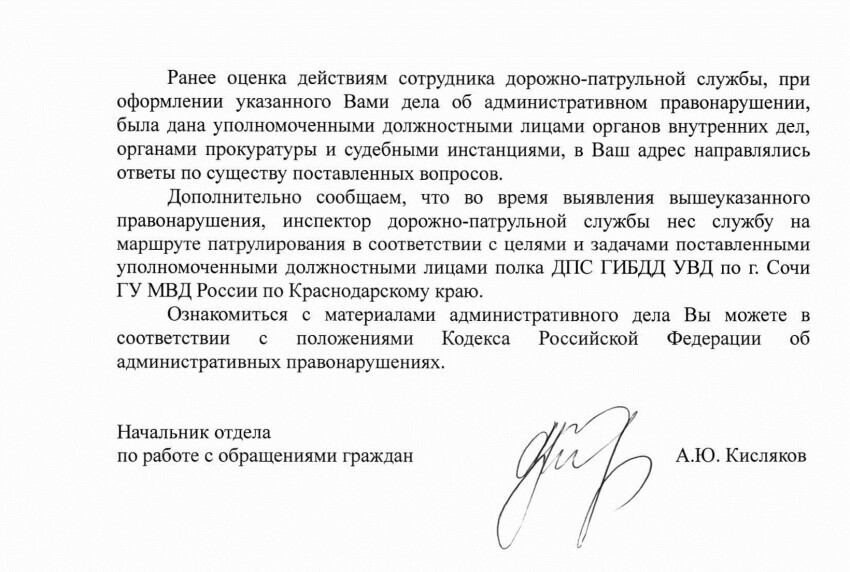 Ранее оценка действиям сотрудника дорожно-патрульной службы, при
оформлении указанного Вами дела об административном правонарушении,
была дана уполномоченными должностными лицами органов внутренних дел,
органами прокуратуры и судебными инстанциями, в Ваш адрес направлялись
ответы по существу поставленных вопросов.
Дополнительно сообщаем, что во время выявления вышеуказанного
правонарушения, инспектор дорожно-патрульной службы нес службу на
маршруте патрулирования в соответствии с целями и задачами поставленными
уполномоченными должностными лицами полка ДПС ГИБДД УВД по г. Сочи
ГУ МВД России по Краснодарскому краю.
Ознакомиться с материалами административного дела Вы можете в
соответствии с положениями Кодекса Российской Федерации об
административных правонарушениях.
Начальник отдела
по работе с обращениями граждан А.Ю. Кисляков